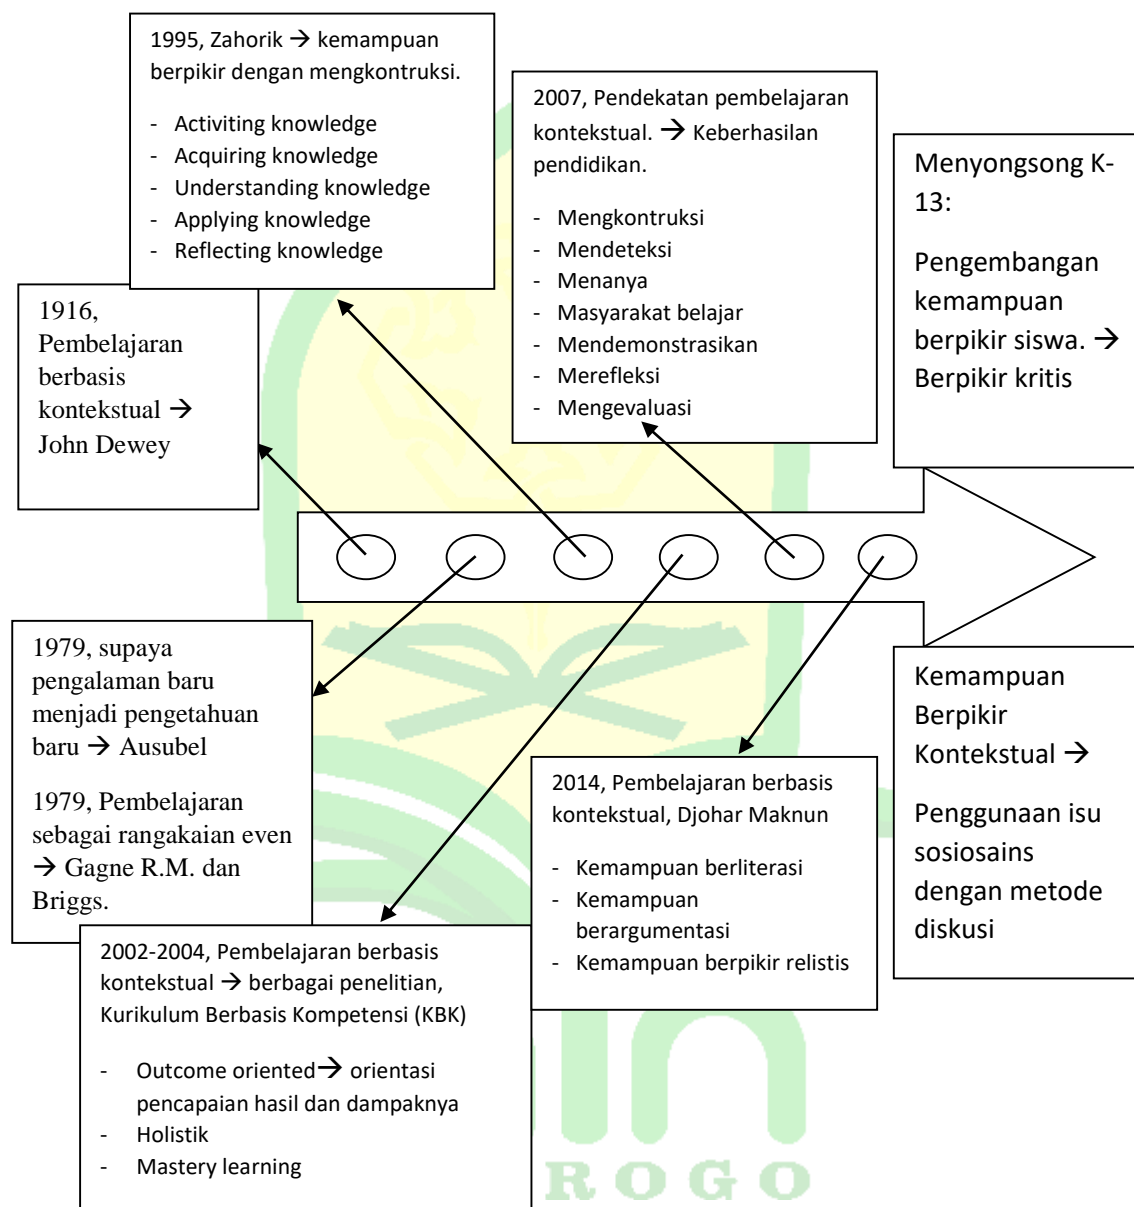 1995, Zahorik → kemampuan
berpikir dengan mengkontruksi.
- Activiting knowledge
- Acquiring knowledge
- Understanding knowledge
- Applying knowledge
- Reflecting knowledge
2007, Pendekatan pembelajaran
kontekstual. → Keberhasilan
pendidikan.
- Mengkontruksi
- Mendeteksi
- Menanya
- Masyarakat belajar
- Mendemonstrasikan
- Merefleksi
- Mengevaluasi
Menyongsong K-
13:
Pengembangan
kemampuan
berpikir siswa. →
Berpikir kritis
1916,
Pembelajaran
berbasis
kontekstual →
John Dewey
1979, supaya
pengalaman baru
menjadi pengetahuan
baru → Ausubel
1979, Pembelajaran
sebagai rangakaian even
→ Gagne R.M. dan
Briggs.
2002-2004, Pembelajaran berbasis
kontekstual → berbagai penelitian,
Kurikulum Berbasis Kompetensi (KBK)
- Outcome oriented→ orientasi
pencapaian hasil dan dampaknya
- Holistik
- Mastery learning
2014, Pembelajaran berbasis
kontekstual, Djohar Maknun
- Kemampuan berliterasi
- Kemampuan
berargumentasi
- Kemampuan berpikir relistis
Kemampuan
Berpikir
Kontekstual →
Penggunaan isu
sosiosains
dengan metode
diskusi
ROGO